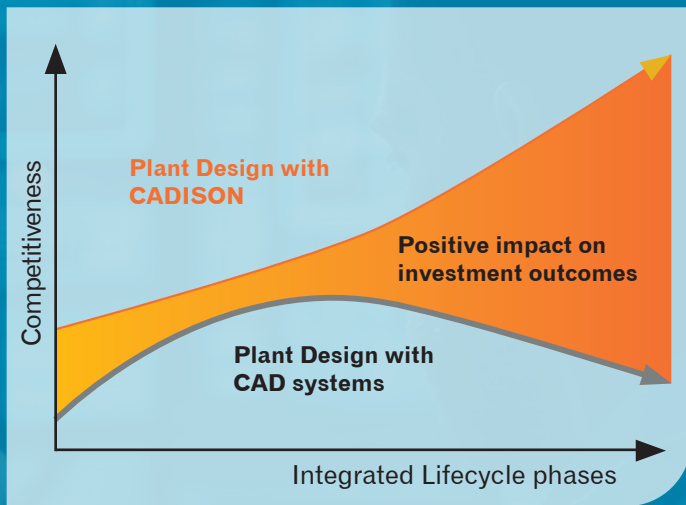 Competitiveness
Plant Design with
CADISON
Positive impact on
investment outcomes
Plant Design with
CAD systems
Integrated Lifecycle phases